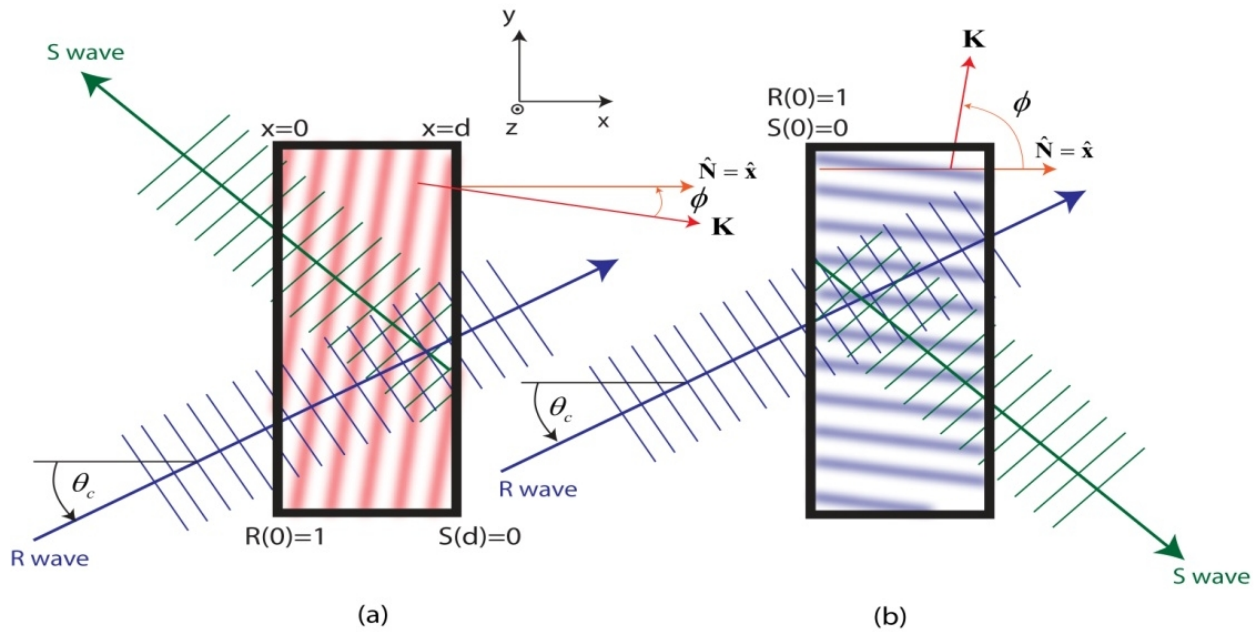 S wave
x=0
x=d
y
z
x
N̂ = x̂
ϕ
K
θc
R wave
R(0)=1
S(d)=0
(a)
K
R(0)=1
S(0)=0
ϕ
N̂ = x̂
θc
R wave
S wave
(b)